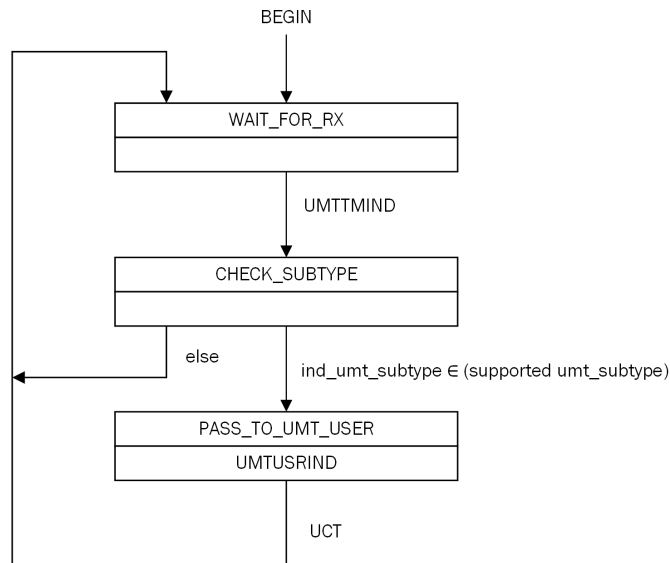 BEGIN
WAIT_FOR_RX
UMTTMIND
CHECK_SUBTYPE
else
ind_umt_subtype ∈ (supported umt_subtype)
PASS_TO_UMT_USER
UMTUSRIND
UCT